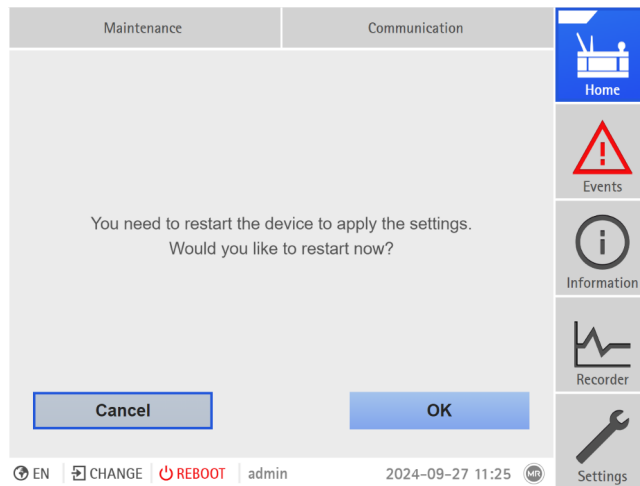 Maintenance
Communication
Home
Events
Information
Recorder
Settings
You need to restart the device to apply the settings.
Would you like to restart now?
Cancel
OK
EN
CHANGE
REBOOT
admin
2024-09-27 11:25
MR